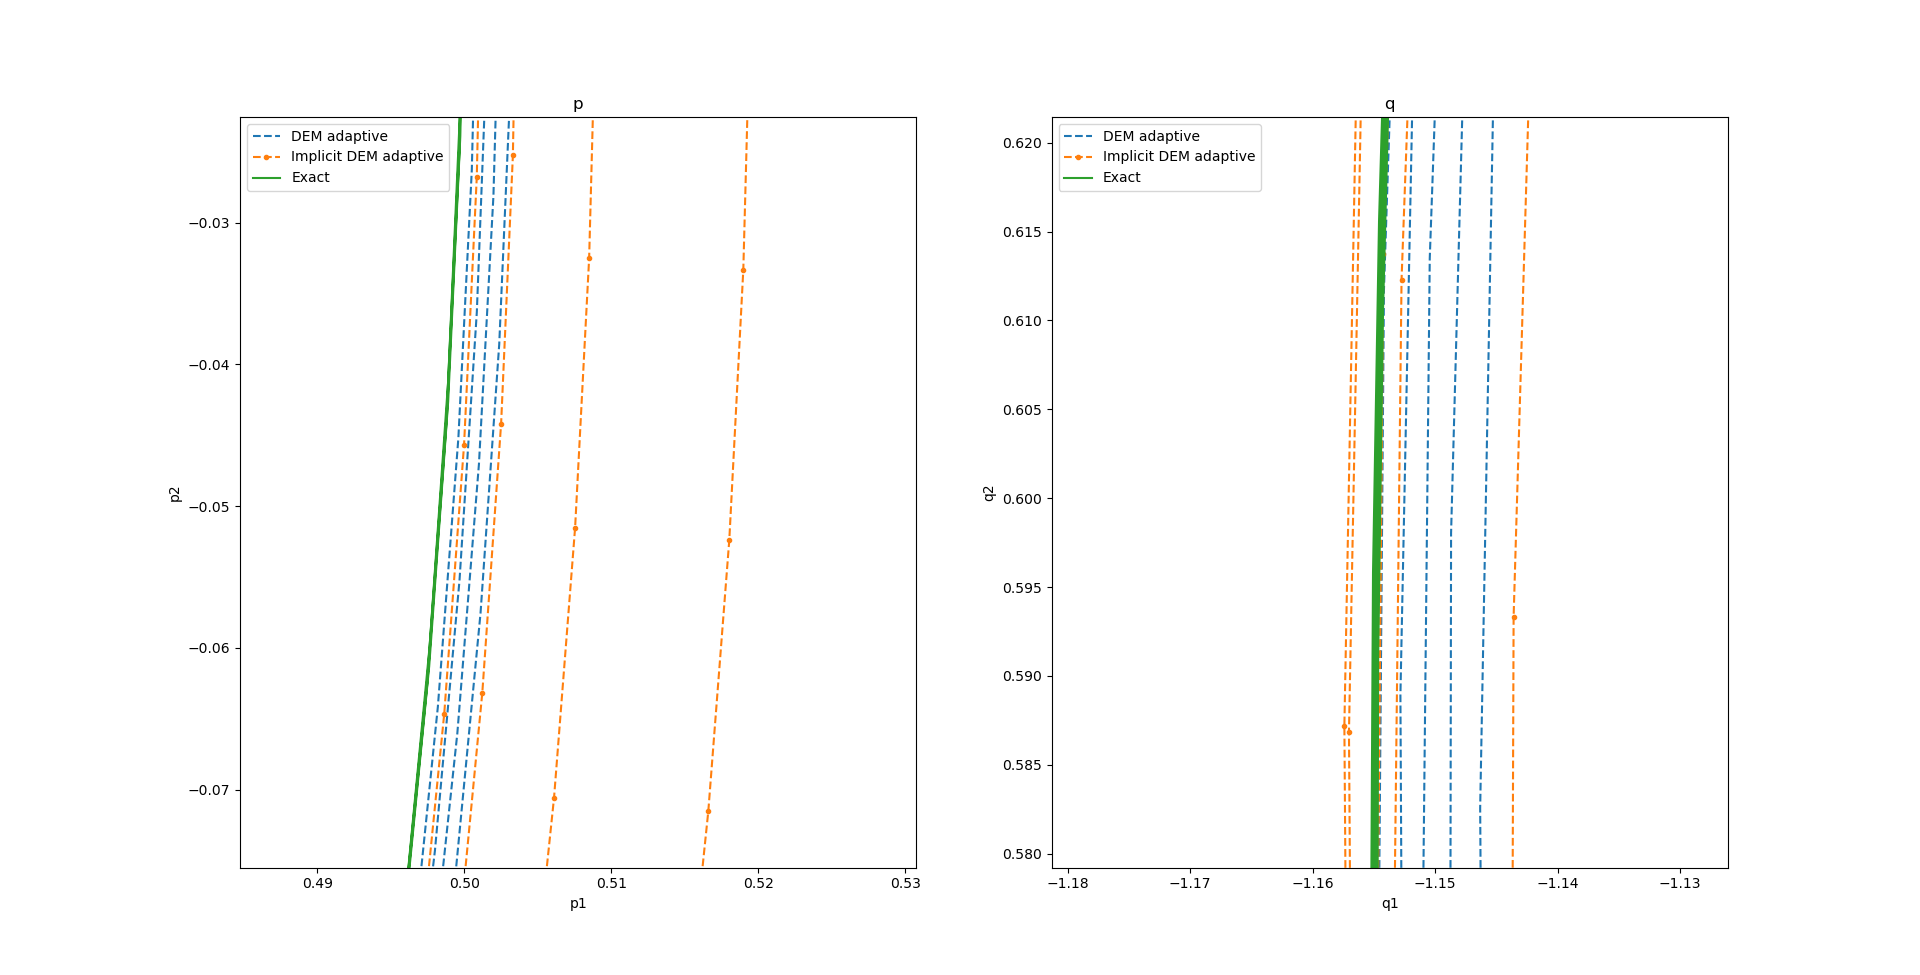 p
DEM adaptive
Implicit DEM adaptive
Exact
−0.03
−0.04
−0.05
−0.06
−0.07
p2
0.49
0.50
0.51
0.52
0.53
p1
q
DEM adaptive
Implicit DEM adaptive
Exact
0.620
0.615
0.610
0.605
0.600
0.595
0.590
0.585
0.580
q2
−1.18
−1.17
−1.16
−1.15
−1.14
−1.13
q1